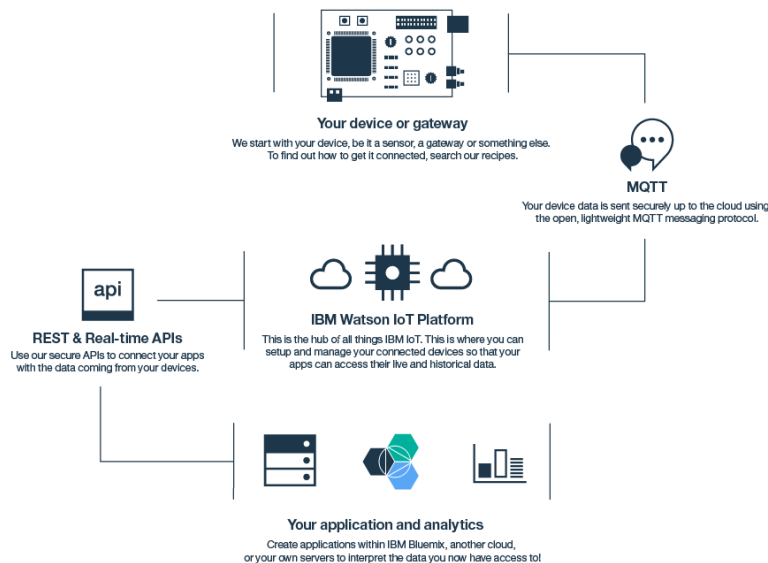 Your device or gateway
We start with your device, be it a sensor, a gateway or something else.
To find out how to get it connected, search our recipes.
MQTT
Your device data is sent securely up to the cloud using
the open, lightweight MQTT messaging protocol.
api
REST & Real-time APIs
Use our secure APIs to connect your apps
with the data coming from your devices.
IBM Watson IoT Platform
This is the hub of all things IBM IoT. This is where you can
setup and manage your connected devices so that your
apps can access their live and historical data.
Your application and analytics
Create applications within IBM Bluemix, another cloud,
or your own servers to interpret the data you now have access to!